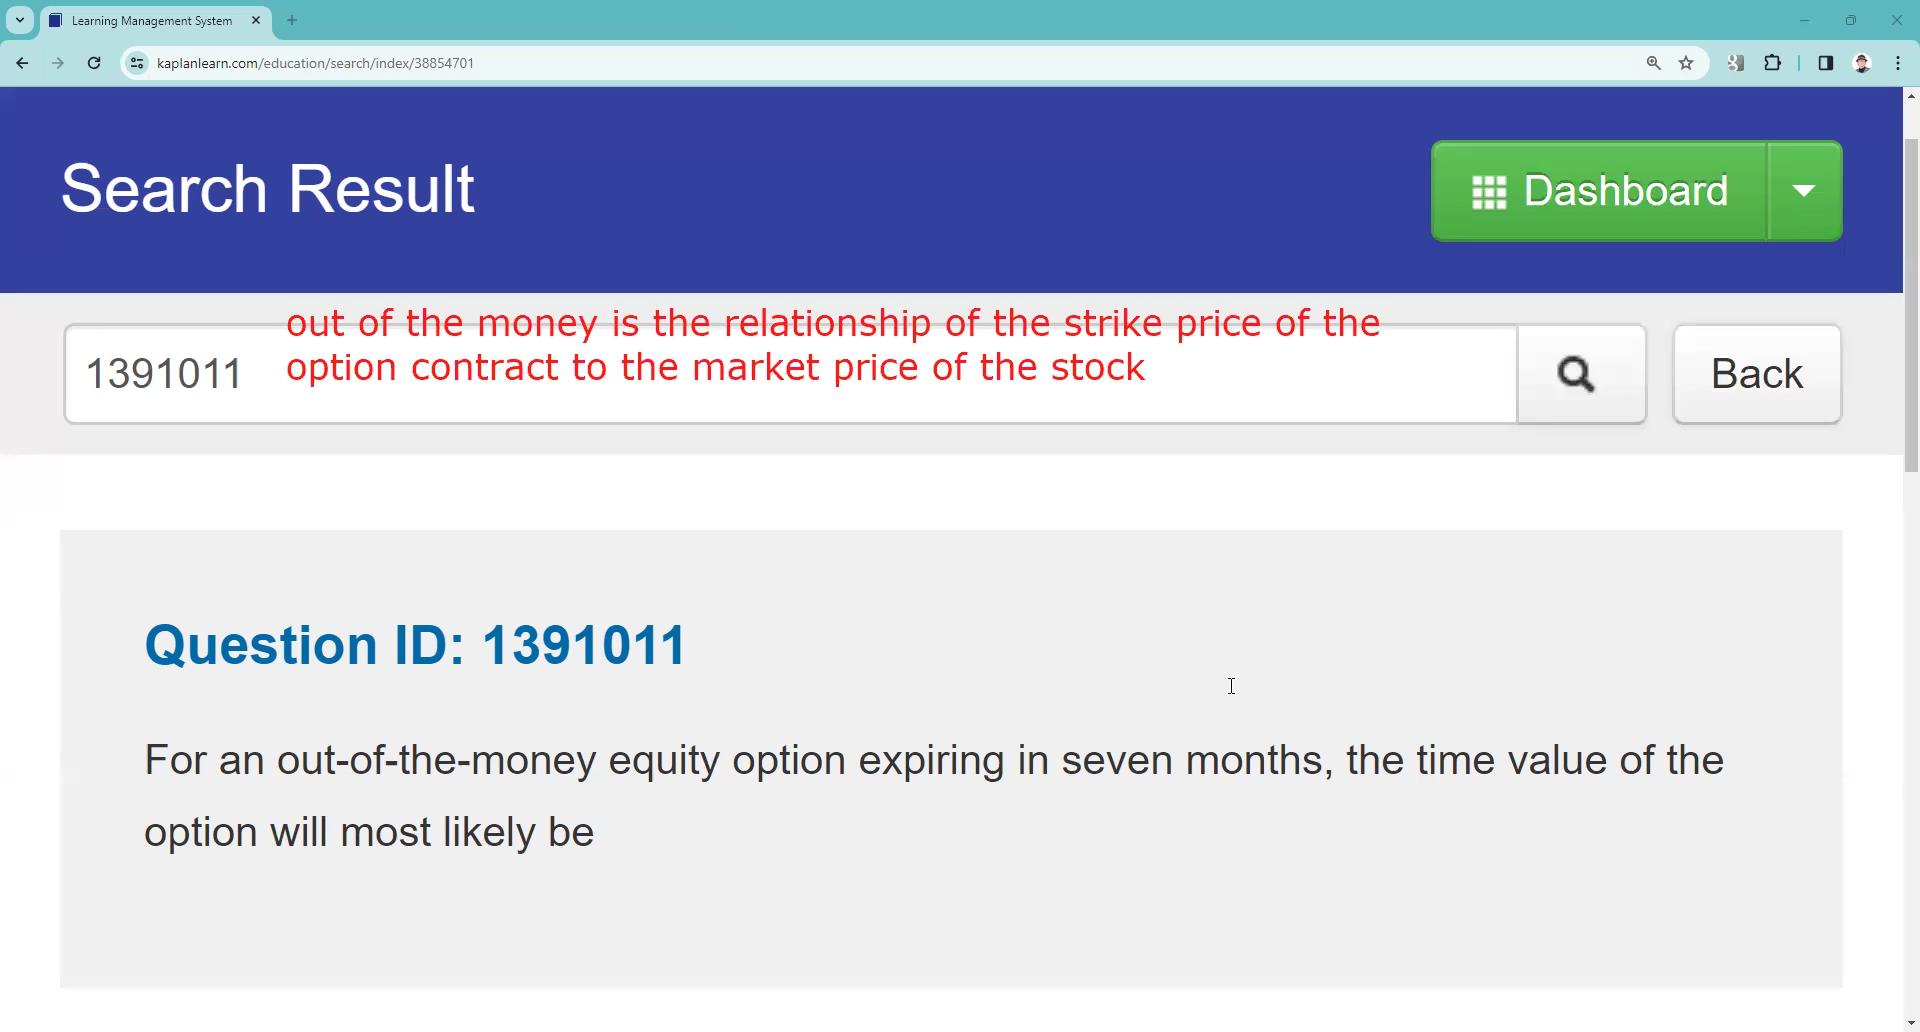 Learning Management System
kaplanlearn.com/education/search/index/38854701
Search Result
Dashboard
out of the money is the relationship of the strike price of the
option contract to the market price of the stock
1391011
Back
Question ID: 1391011
For an out-of-the-money equity option expiring in seven months, the time value of the
option will most likely be